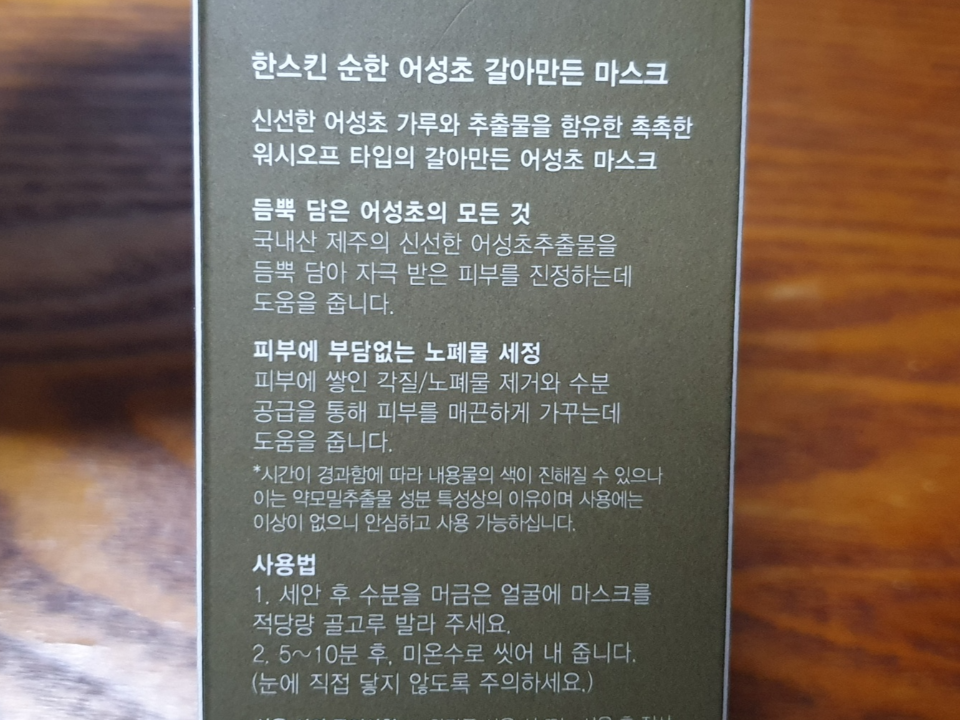 한스킨 순한 어성초 갈아만든 마스크
신선한 어성초 가루와 추출물을 함유한 촉촉한
워시오프 타입의 갈아만든 어성초 마스크
듬뿍 담은 어성초의 모든 것
국내산 제주의 신선한 어성초추출물을
듬뿍 담아 자극 받은 피부를 진정하는데
도움을 줍니다.
피부에 부담없는 노폐물 세정
피부에 쌓인 각질/노폐물 제거와 수분
공급을 통해 피부를 매끈하게 가꾸는데
도움을 줍니다.
*시간이 경과함에 따라 내용물의 색이 진해질 수 있으나
이는 약모밀추출물 성분 특성상의 이유이며 사용에는
이상이 없으니 안심하고 사용 가능하십니다.
사용법
1. 세안 후 수분을 머금은 얼굴에 마스크를
적당량 골고루 발라 주세요.
2. 5~10분 후, 미온수로 씻어 내 줍니다.
(눈에 직접 닿지 않도록 주의하세요.)